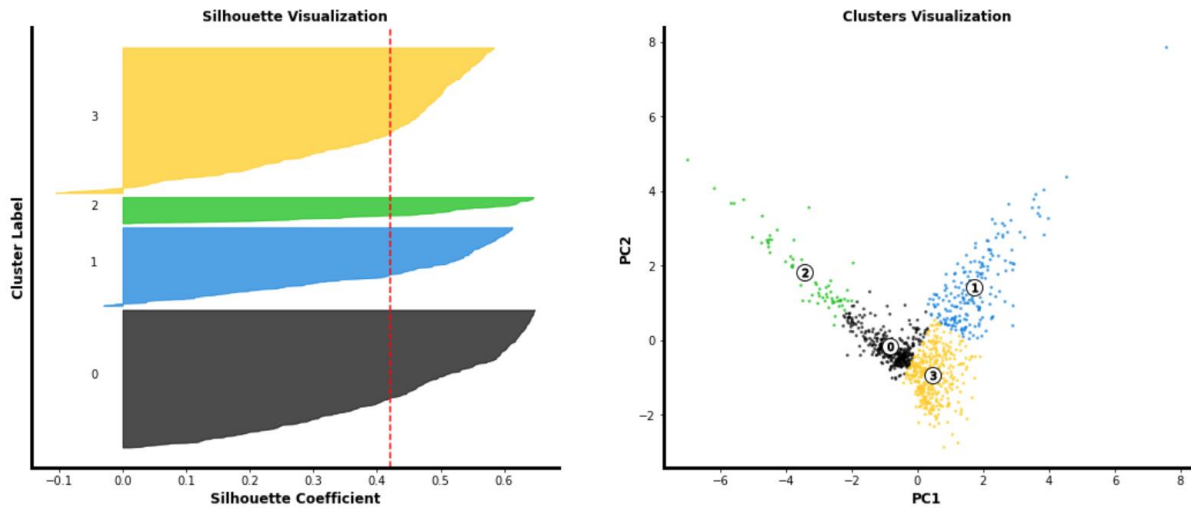 Silhouette Visualization
3
2
1
0
Cluster Label
−0.1 0.0 0.1 0.2 0.3 0.4 0.5 0.6
Silhouette Coefficient
Clusters Visualization
8
6
4
2
0
−2
PC2
2
1
0
3
−6 −4 −2 0 2 4 6 8
PC1